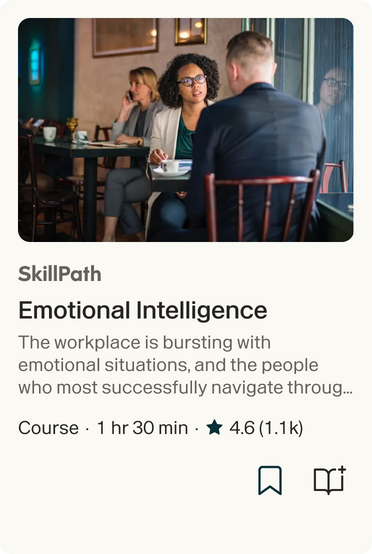 SkillPath
Emotional Intelligence
The workplace is bursting with
emotional situations, and the people
who most successfully navigate throug...
Course · 1 hr 30 min · ★ 4.6 (1.1k)